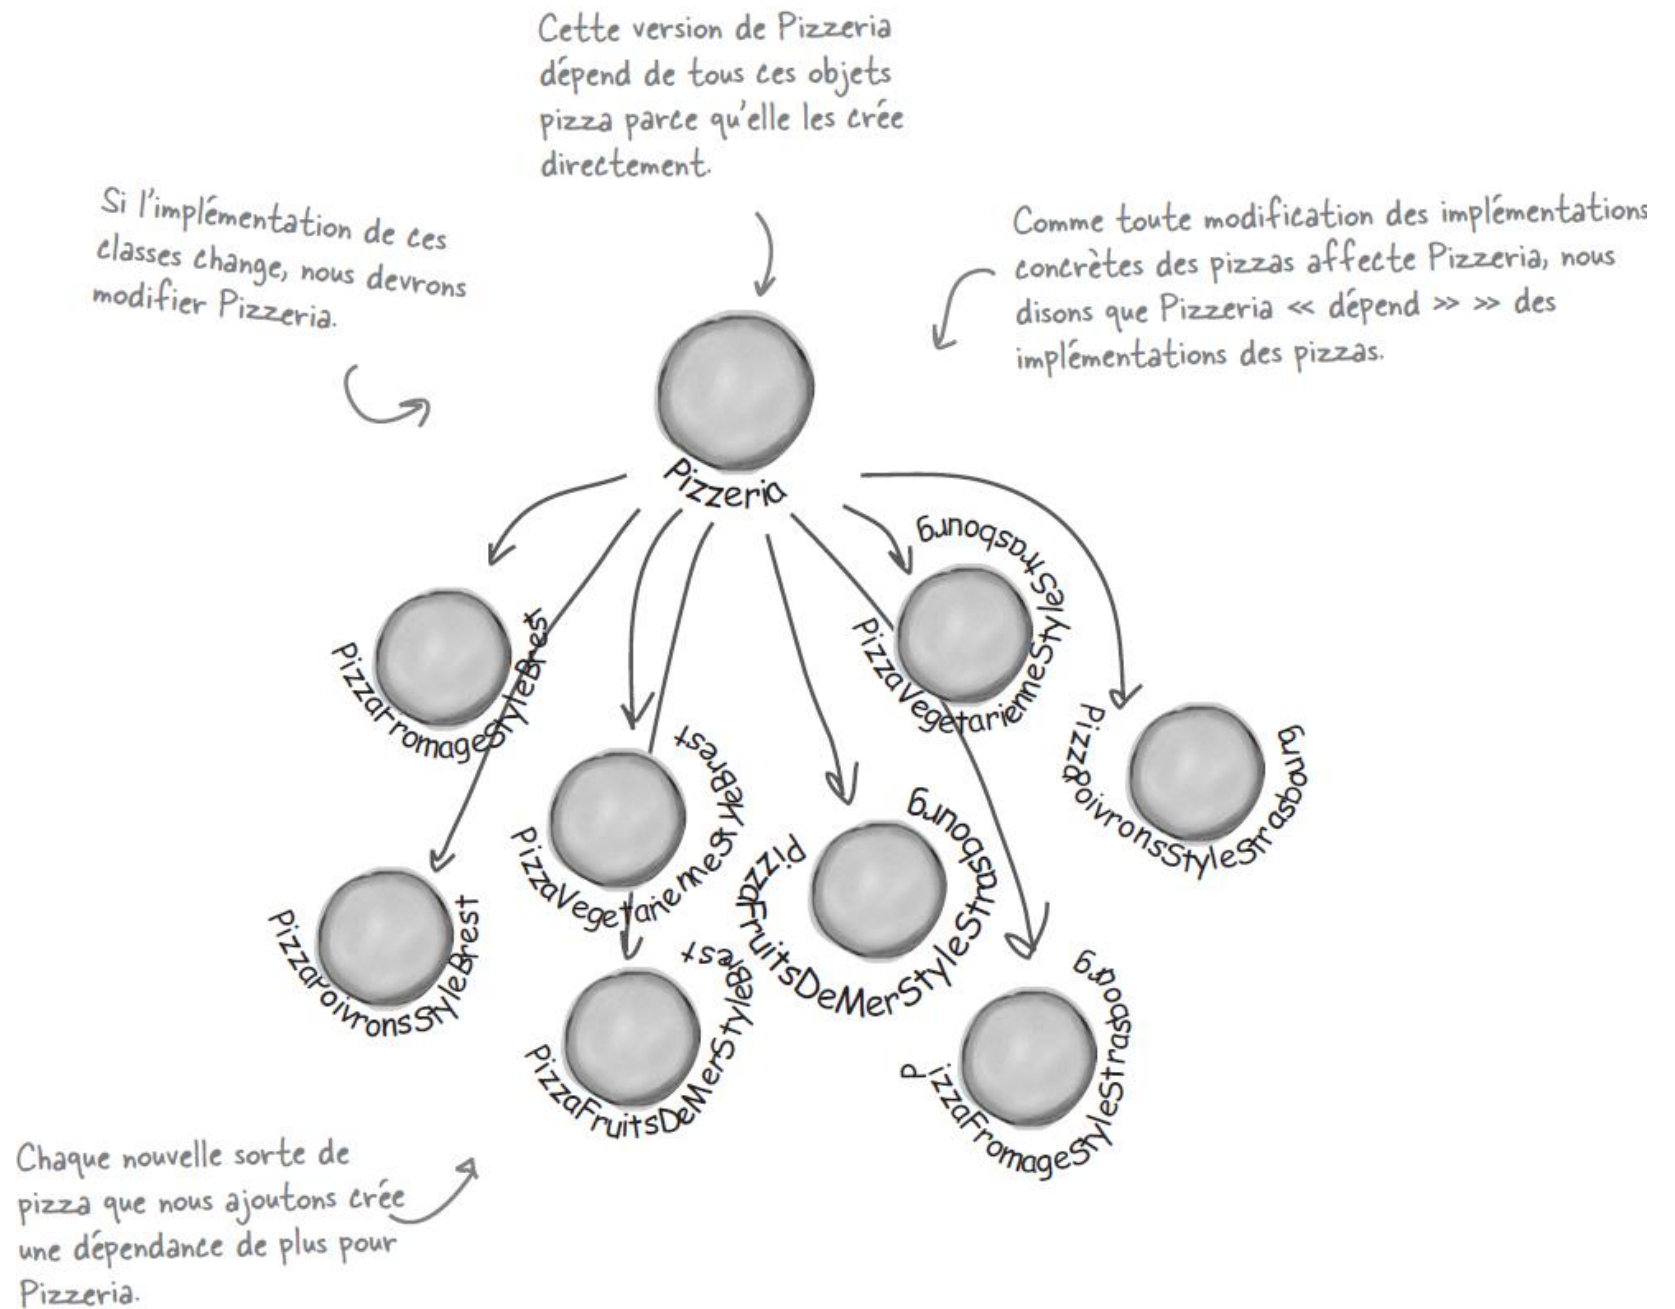 Cette version de Pizzeria
dépend de tous ces objets
pizza parce qu'elle les crée
directement.
Si l'implémentation de ces
classes change, nous devrons
modifier Pizzeria.
Comme toute modification des implémentations
concrètes des pizzas affecte Pizzeria, nous
disons que Pizzeria « dépend » » des
implémentations des pizzas.
Pizzeria
PizzaFromageStyleBrest
PizzaVegetarienneStyleStrasbourg
PizzaPoivronsStyleStrasbourg
PizzaVegetarienneStyleBrest
PizzaFruitsDeMerStyleStrasbourg
PizzaPoivronsStyleBrest
PizzaFruitsDeMerStyleBrest
PizzaFromageStyleStrasbourg
Chaque nouvelle sorte de
pizza que nous ajoutons crée
une dépendance de plus pour
Pizzeria.